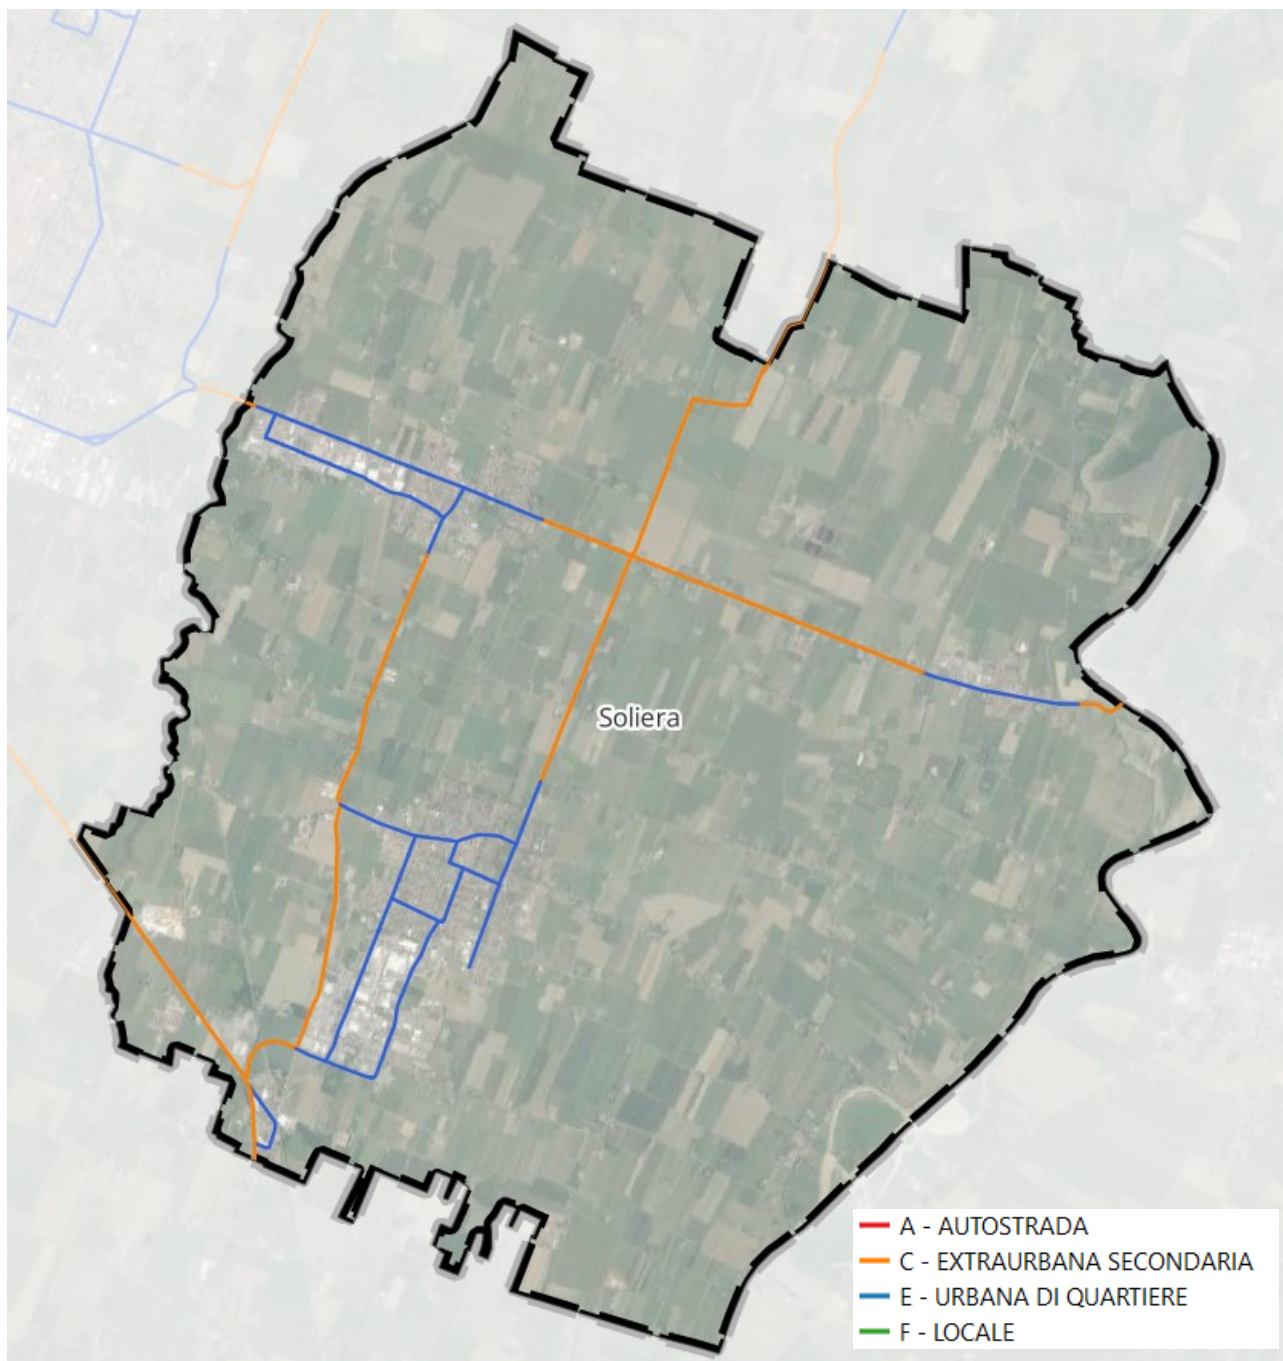 Soliera
A - AUTOSTRADA
C - EXTRAURBANA SECONDARIA
E - URBANA DI QUARTIERE
F - LOCALE